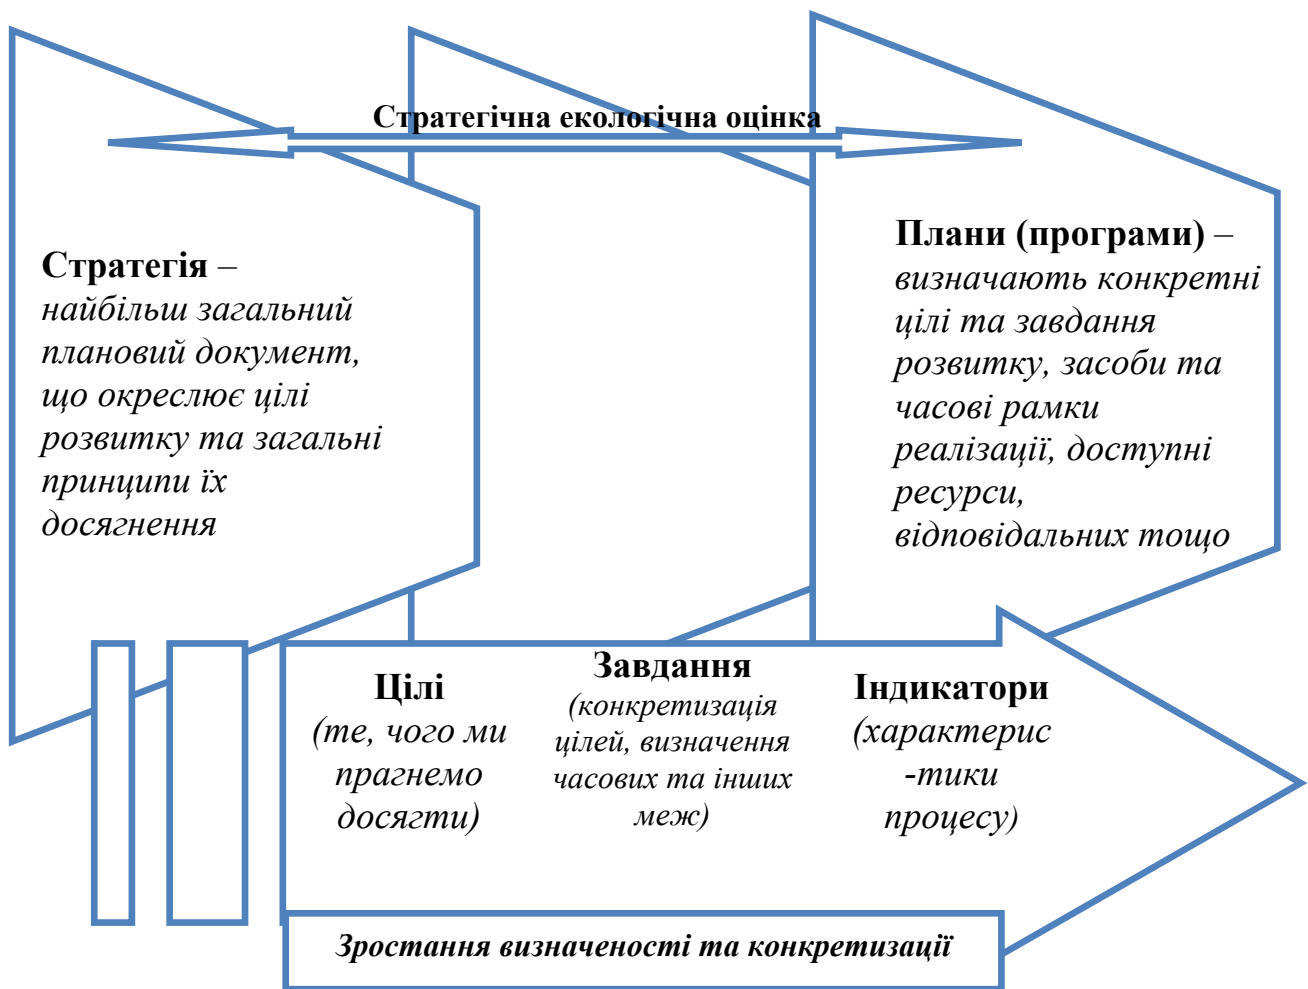 Стратегічна екологічна оцінка
Стратегія –
найбільш загальний
плановий документ,
що окреслює цілі
розвитку та загальні
принципи їх
досягнення
Плани (програми) –
визначають конкретні
цілі та завдання
розвитку, засоби та
часові рамки
реалізації, доступні
ресурси,
відповідальних тощо
Цілі
(те, чого ми
прагнемо
досягти)
Завдання
(конкретизація
цілей, визначення
часових та інших
меж)
Індикатори
(характерис
-тики
процесу)
Зростання визначеності та конкретизації